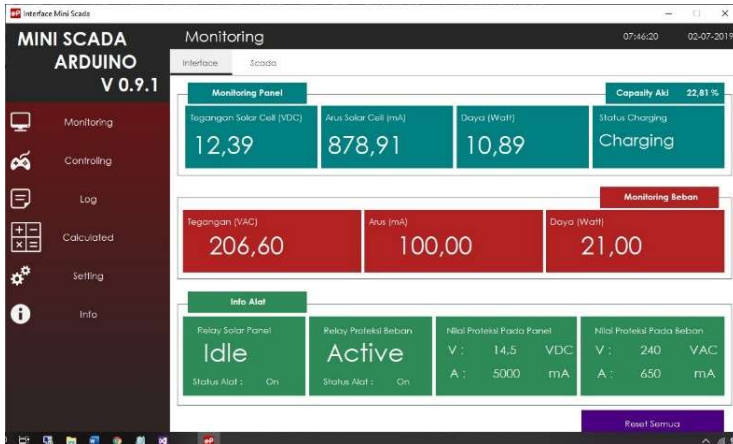 Interface Mini Scada
MINI SCADA
ARDUINO
V 0.9.1
Monitoring
Controling
Log
Calculated
Setting
Info
Monitoring
07:46:20 02-07-2019
Interface Scada
Monitoring Panel
Capasity Aki 22,81 %
Tegangan Solar Cell (VDC)
12,39
Arus Solar Cell (mA)
878,91
Daya (Watt)
10,89
Status Charging
Charging
Monitoring Beban
Tegangan (VAC)
206,60
Arus (mA)
100,00
Daya (Watt)
21,00
Info Alat
Relay Solar Panel
Idle
Status Alat : On
Relay Proteksi Beban
Active
Status Alat : On
Nilai Proteksi Pada Panel
V : 14,5 VDC
A : 5000 mA
Nilai Proteksi Pada Beban
V : 240 VAC
A : 650 mA
Reset Semua